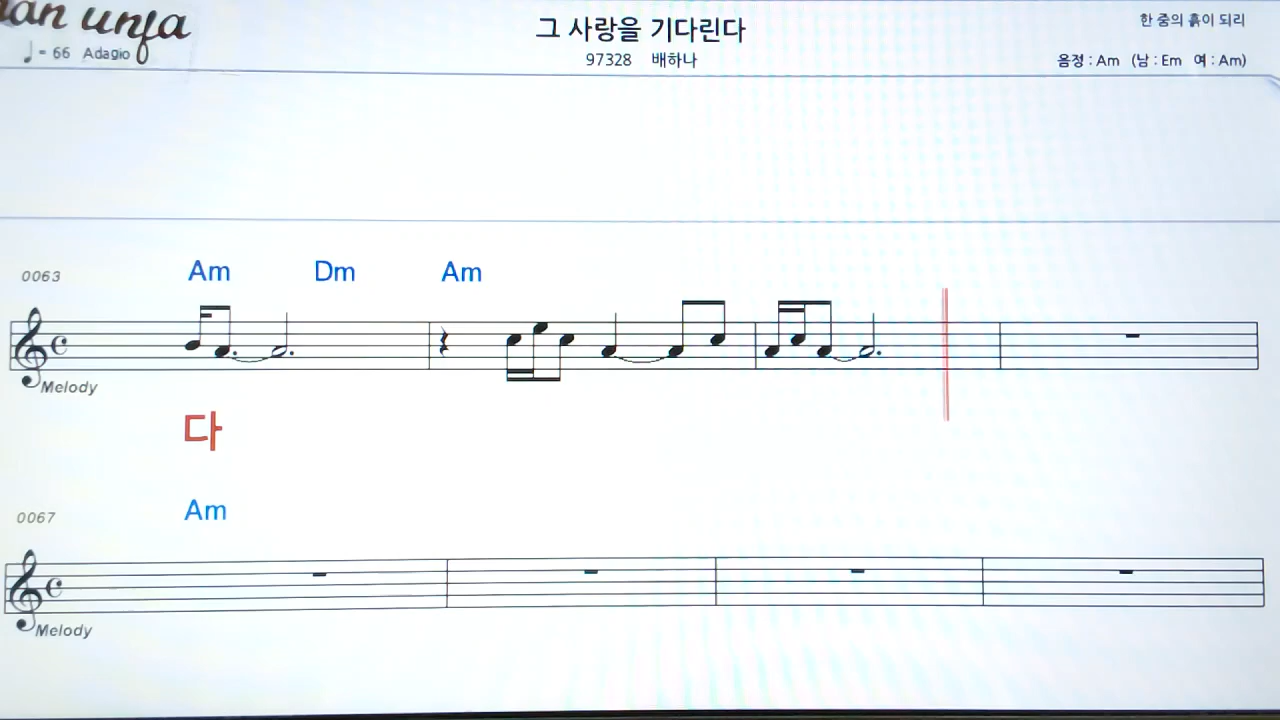 그 사랑을 기다린다
한 줌의 흙이 되리
♩= 66 Adagio
97328 배하나
음정 : Am (남 : Em 여 : Am)
0063
Am Dm Am
Melody
다
0067
Am
Melody